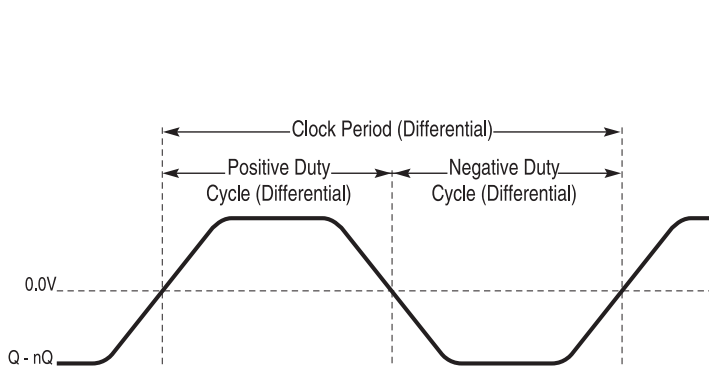 Clock Period (Differential)
Positive Duty
Cycle (Differential)
Negative Duty
Cycle (Differential)
0.0V
Q - nQ